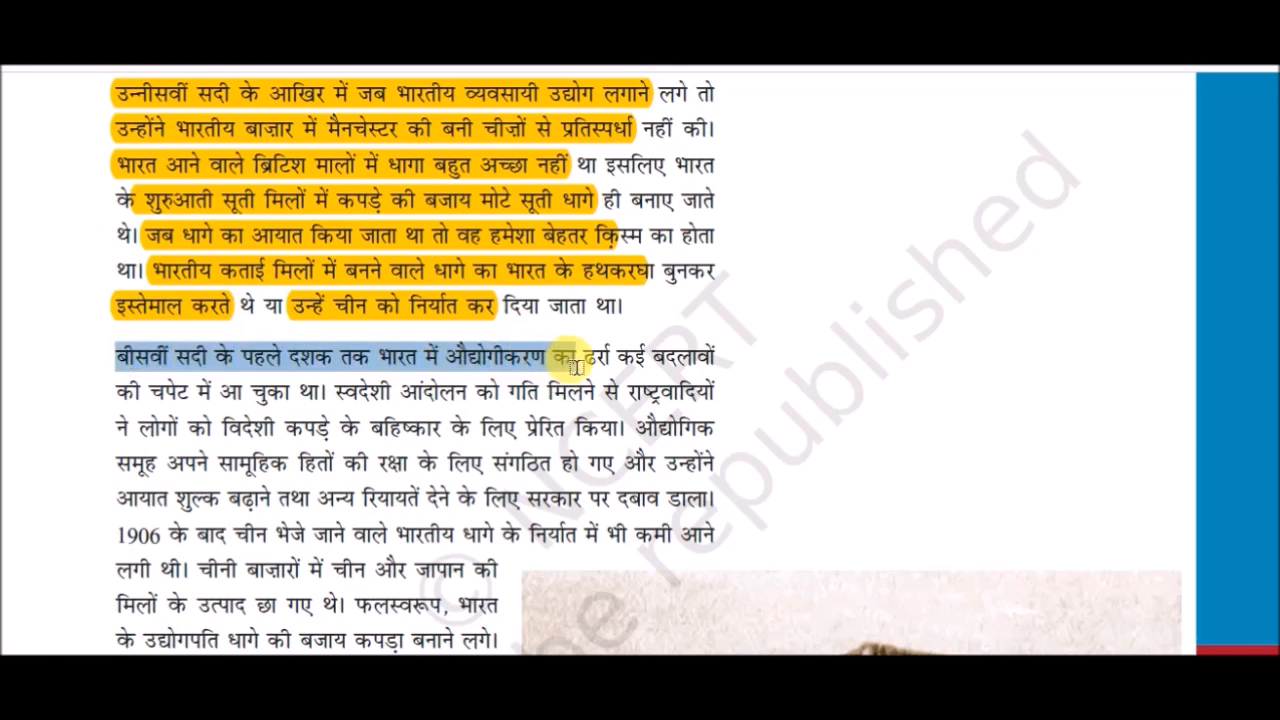 उन्नीसवीं सदी के आखिर में जब भारतीय व्यवसायी उद्योग लगाने लगे तो
उन्होंने भारतीय बाज़ार में मैनचेस्टर की बनी चीज़ों से प्रतिस्पर्धा नहीं की।
भारत आने वाले ब्रिटिश मालों में धागा बहुत अच्छा नहीं था इसलिए भारत
के शुरुआती सूती मिलों में कपड़े की बजाय मोटे सूती धागे ही बनाए जाते
थे। जब धागे का आयात किया जाता था तो वह हमेशा बेहतर क़िस्म का होता
था। भारतीय कताई मिलों में बनने वाले धागे का भारत के हथकरघा बुनकर
इस्तेमाल करते थे या उन्हें चीन को निर्यात कर दिया जाता था।
बीसवीं सदी के पहले दशक तक भारत में औद्योगीकरण का ढर्रा कई बदलावों
की चपेट में आ चुका था। स्वदेशी आंदोलन को गति मिलने से राष्ट्रवादियों
ने लोगों को विदेशी कपड़े के बहिष्कार के लिए प्रेरित किया। औद्योगिक
समूह अपने सामूहिक हितों की रक्षा के लिए संगठित हो गए और उन्होंने
आयात शुल्क बढ़ाने तथा अन्य रियायतें देने के लिए सरकार पर दबाव डाला।
1906 के बाद चीन भेजे जाने वाले भारतीय धागे के निर्यात में भी कमी आने
लगी थी। चीनी बाज़ारों में चीन और जापान की
मिलों के उत्पाद छा गए थे। फलस्वरूप, भारत
के उद्योगपति धागे की बजाय कपड़ा बनाने लगे।
© NCERT
be republished